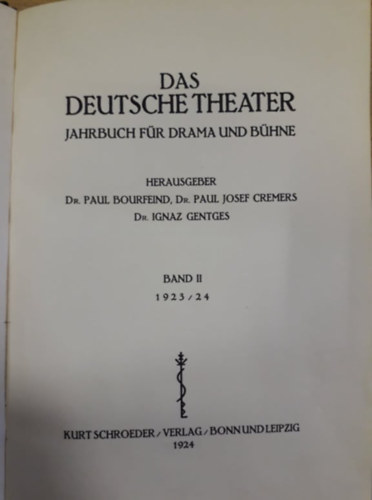 DAS
DEUTSCHE THEATER
JAHRBUCH FÜR DRAMA UND BÜHNE
HERAUSGEBER
DR. PAUL BOURFEIND, DR. PAUL JOSEF CREMERS
DR. IGNAZ GENTGES
BAND II
1923/24
KURT SCHROEDER / VERLAG / BONN UND LEIPZIG
1924